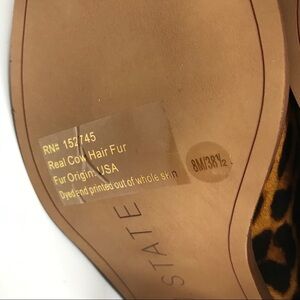 RN# 152745
Real Cow Hair Fur
Fur Origin: USA
Dyed and printed out of whole skin
8M/38½
STATE